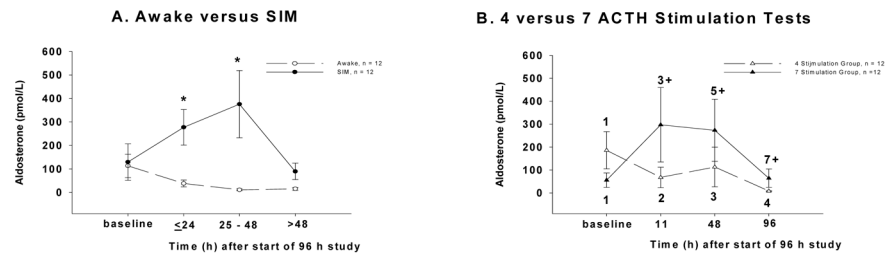 A. Awake versus SIM
Awake, n = 12
SIM, n = 12
Aldosterone (pmol/L)
600
500
400
300
200
100
0
*
*
baseline
≤24
25 - 48
>48
Time (h) after start of 96 h study
B. 4 versus 7 ACTH Stimulation Tests
4 Stijmulation Group, n = 12
7 Stimulation Group, n =12
Aldosterone (pmol/L)
600
500
400
300
200
100
0
1
3+
5+
7+
1
2
3
4
baseline
11
48
96
Time (h) after start of 96 h study